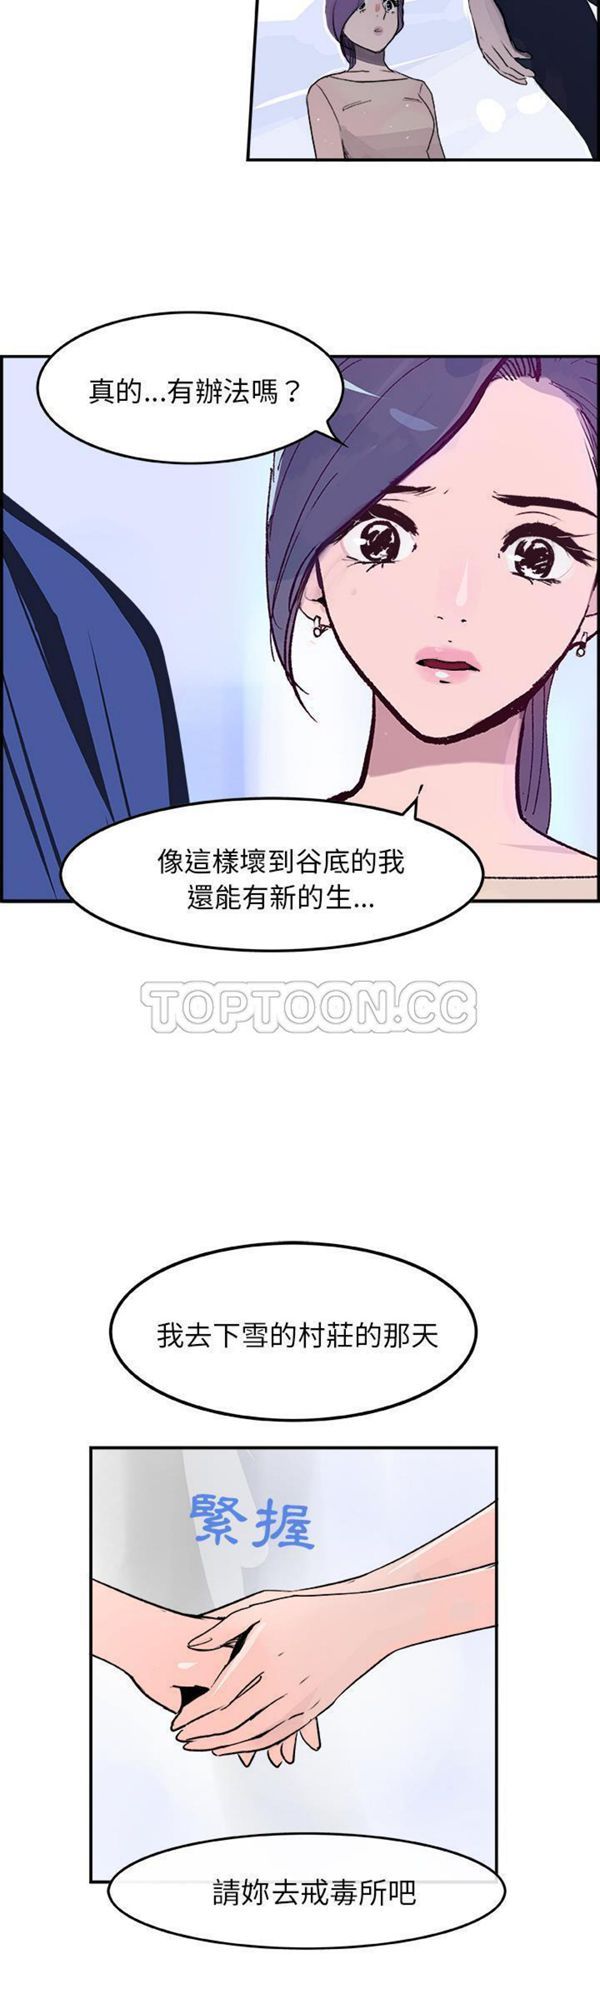 真的...有辦法嗎？
像這樣壞到谷底的我
還能有新的生...
TOPTOON.CC
我去下雪的村莊的那天
緊握
請妳去戒毒所吧